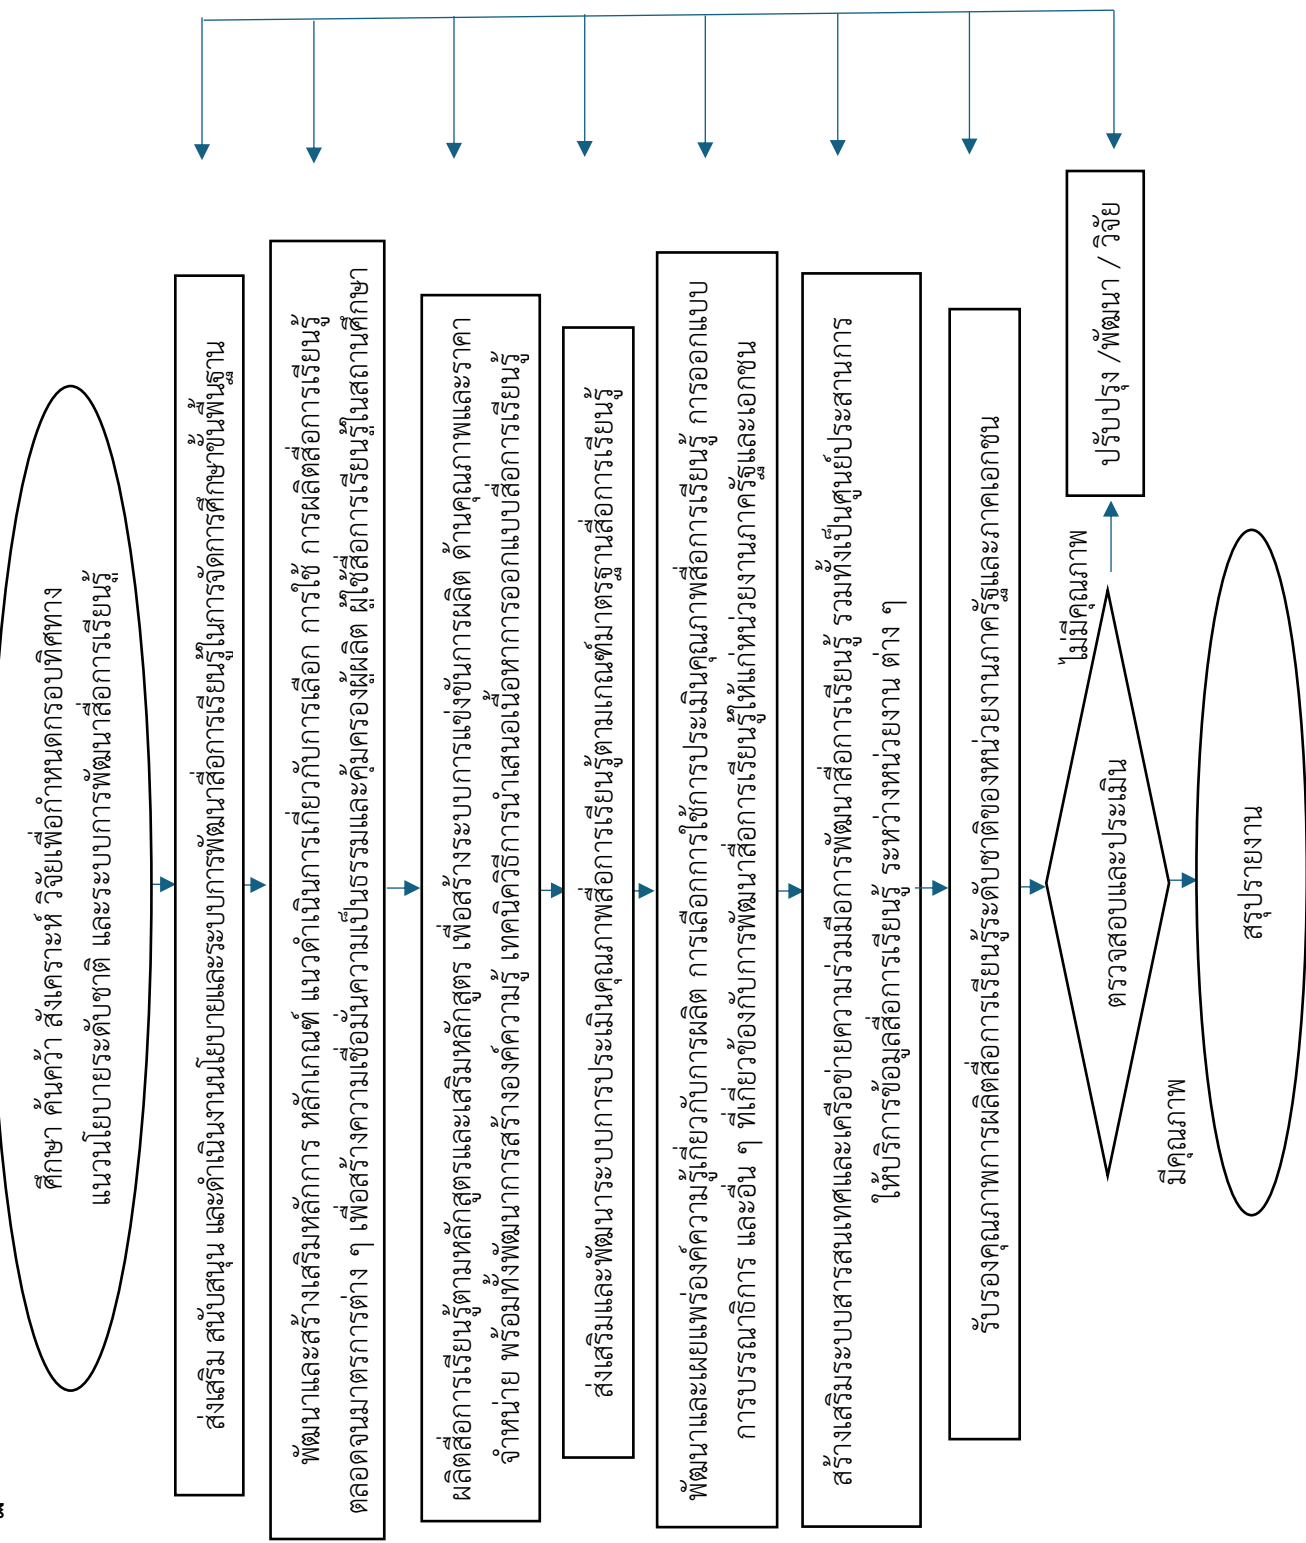 ศึกษา ค้นคว้า สังเคราะห์ วิจัยเพื่อกำหนดกรอบทิศทาง
แนวนโยบายระดับชาติ และระบบการพัฒนาสื่อการเรียนรู้
ส่งเสริม สนับสนุน และดำเนินงานนโยบายและระบบการพัฒนาสื่อการเรียนรู้ในการจัดการศึกษาขั้นพื้นฐาน
พัฒนาและสร้างเสริมหลักการ หลักเกณฑ์ แนวดำเนินการเกี่ยวกับการเลือก การใช้ การผลิตสื่อการเรียนรู้
ตลอดจนมาตรการต่าง ๆ เพื่อสร้างความเชื่อมั่นความเป็นธรรมและคุ้มครองผู้ผลิต ผู้ใช้สื่อการเรียนรู้ในสถานศึกษา
ผลิตสื่อการเรียนรู้ตามหลักสูตรและเสริมหลักสูตร เพื่อสร้างระบบการแข่งขันการผลิต ด้านคุณภาพและราคา
จำหน่าย พร้อมทั้งพัฒนาการสร้างองค์ความรู้ เทคนิควิธีการนำเสนอเนื้อหาการออกแบบสื่อการเรียนรู้
ส่งเสริมและพัฒนาระบบการประเมินคุณภาพสื่อการเรียนรู้ตามเกณฑ์มาตรฐานสื่อการเรียนรู้
พัฒนาและเผยแพร่องค์ความรู้เกี่ยวกับการผลิต การเลือกการใช้การประเมินคุณภาพสื่อการเรียนรู้ การออกแบบ
การบรรณาธิการ และอื่น ๆ ที่เกี่ยวข้องกับการพัฒนาสื่อการเรียนรู้ให้แก่หน่วยงานภาครัฐและเอกชน
สร้างเสริมระบบสารสนเทศและเครือข่ายความร่วมมือการพัฒนาสื่อการเรียนรู้ รวมทั้งเป็นศูนย์ประสานการ
ให้บริการข้อมูลสื่อการเรียนรู้ ระหว่างหน่วยงาน ต่าง ๆ
รับรองคุณภาพการผลิตสื่อการเรียนรู้ระดับชาติของหน่วยงานภาครัฐและภาคเอกชน
ตรวจสอบและประเมิน
ไม่มีคุณภาพ
ปรับปรุง /พัฒนา / วิจัย
มีคุณภาพ
สรุปรายงาน